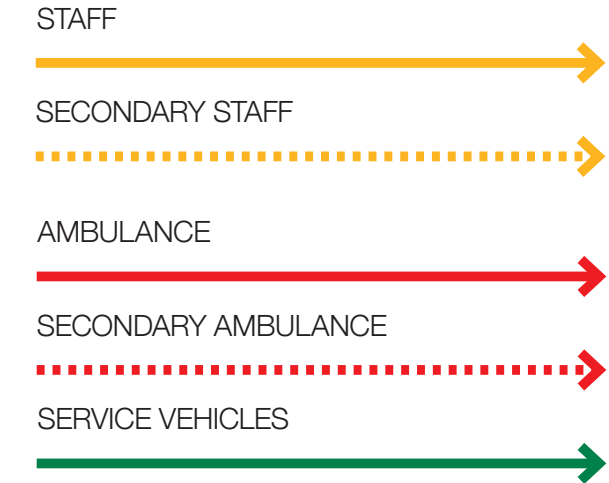 STAFF
SECONDARY STAFF
AMBULANCE
SECONDARY AMBULANCE
SERVICE VEHICLES